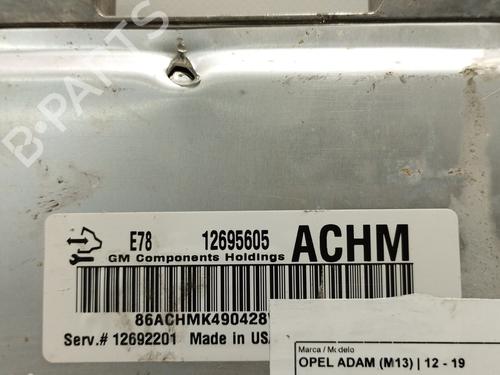 B-PARTS
E78 12695605 ACHM
GM Components Holdings
86ACHMK490428
Serv.# 12692201 Made in US
Marca / Modelo
OPEL ADAM (M13) | 12 - 19